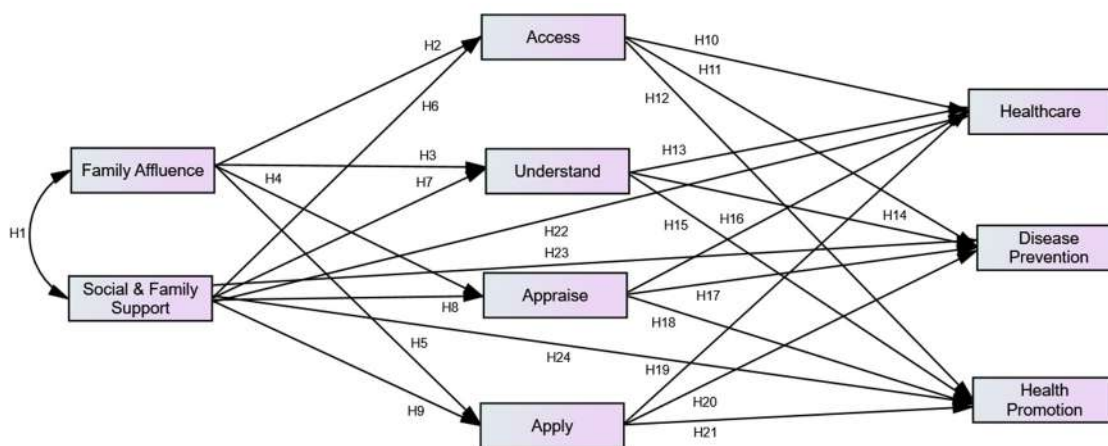 Access
H2
H10
H11
H6
H12
Healthcare
Family Affluence
H3
Understand
H13
H4
H7
H1
H22
H15
H16
H14
H23
Disease
Prevention
Social & Family
Support
H8
Appraise
H17
H18
H5
H24
H19
H9
Apply
H20
H21
Health
Promotion